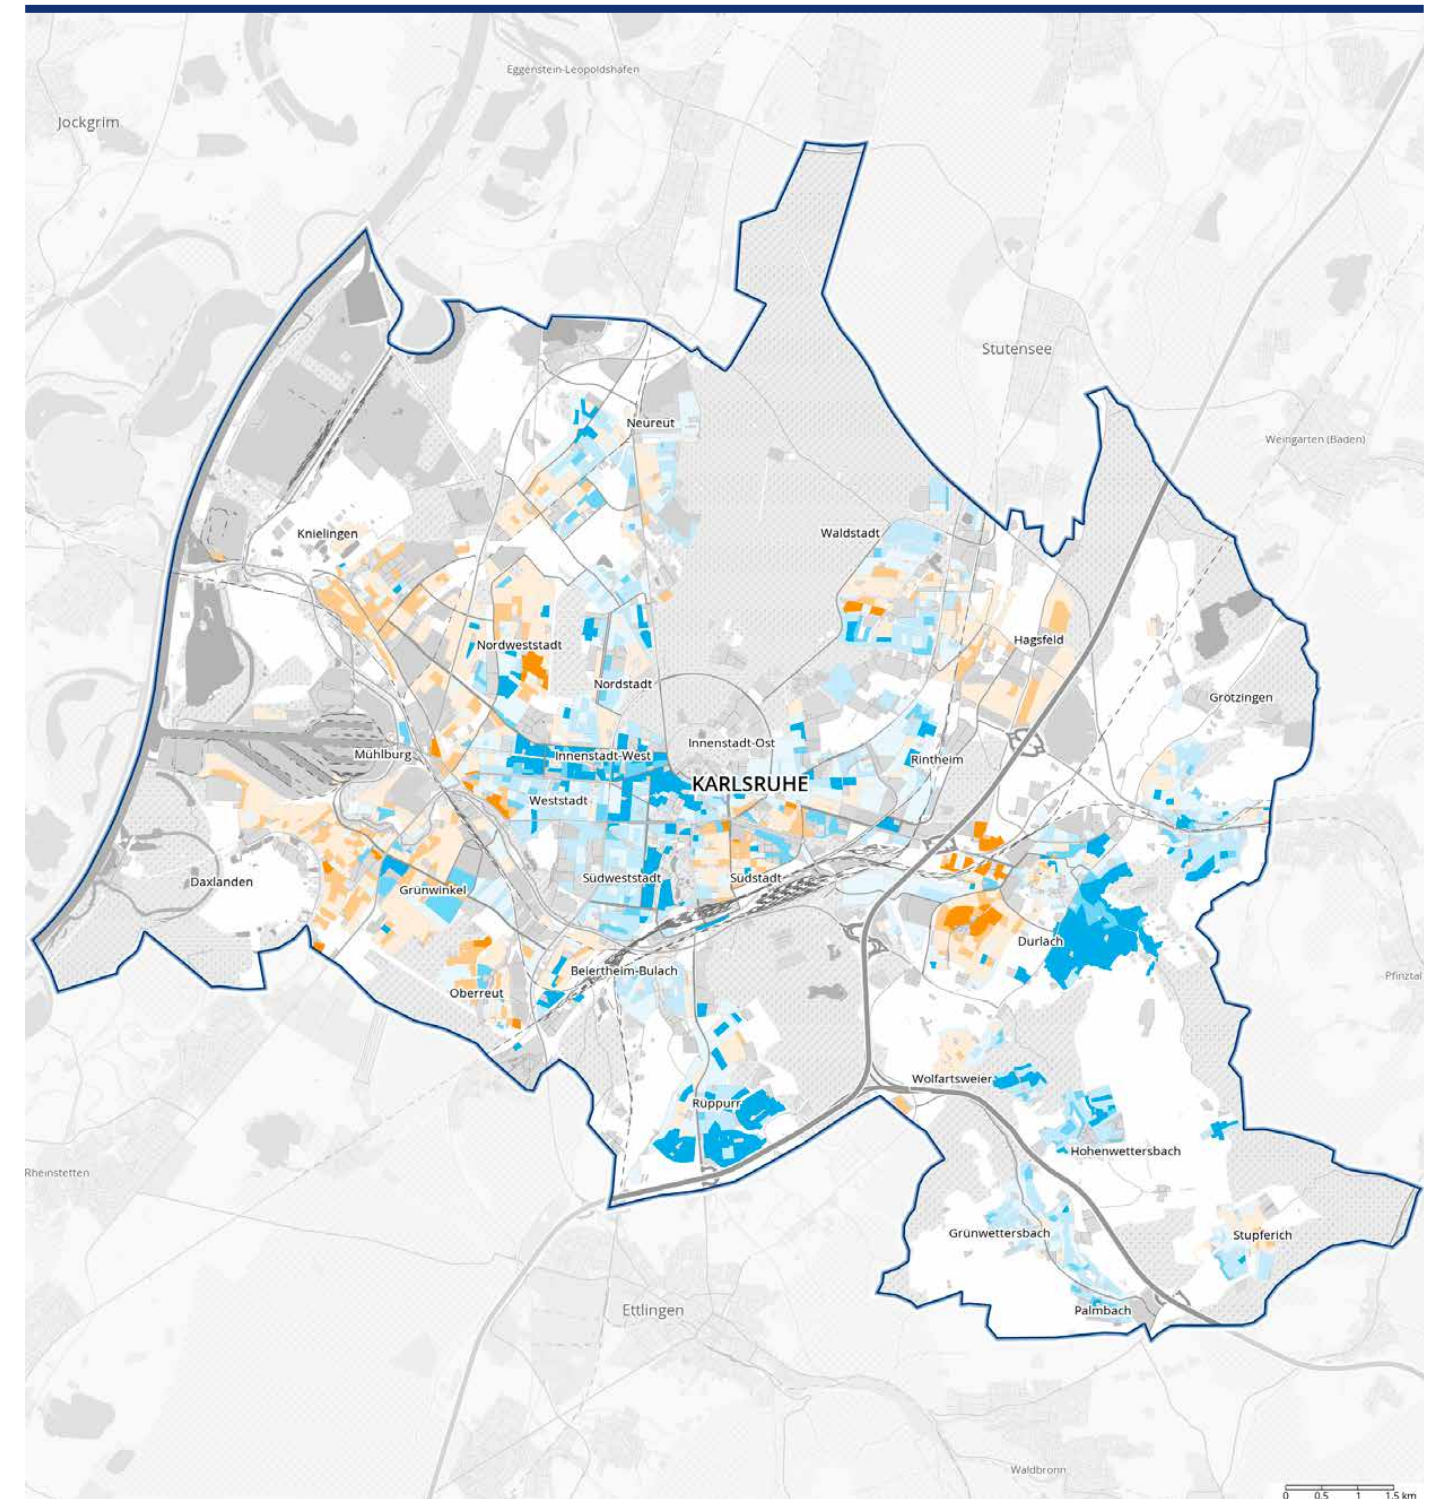 Eggenstein-Leopoldshafen
Jockgrim
Stutensee
Neureut
Weingarten (Baden)
Knielingen
Waldstadt
Nordweststadt
Hagsfeld
Nordstadt
Grötzingen
Innenstadt-Ost
Mühlburg
Innenstadt-West
Rintheim
KARLSRUHE
Weststadt
Südweststadt
Südstadt
Daxlanden
Grünwinkel
Durlach
Beiertheim-Bulach
Pfinztal
Oberreut
Wolfartsweier
Rüppurr
Hohenwettersbach
Rheinstetten
Grünwettersbach
Stupferich
Ettlingen
Palmbach
Waldbronn
0 0.5 1 1.5 km